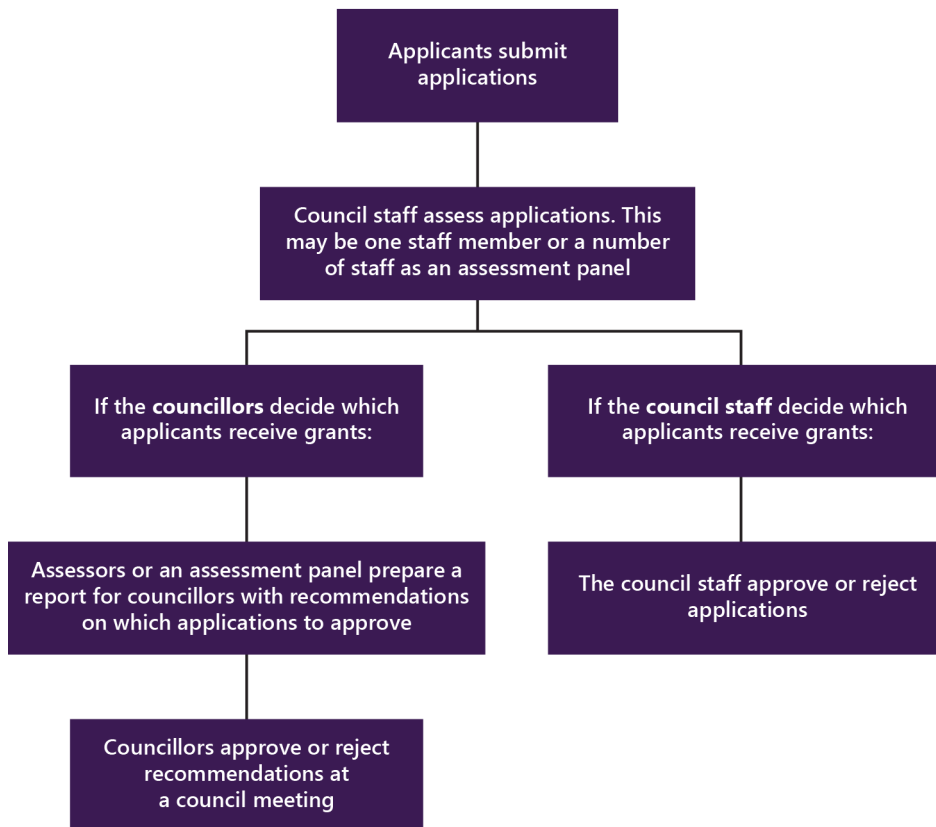 Applicants submit
applications
Council staff assess applications. This
may be one staff member or a number
of staff as an assessment panel
If the councillors decide which
applicants receive grants:
If the council staff decide which
applicants receive grants:
Assessors or an assessment panel prepare a
report for councillors with recommendations
on which applications to approve
The council staff approve or reject
applications
Councillors approve or reject
recommendations at
a council meeting